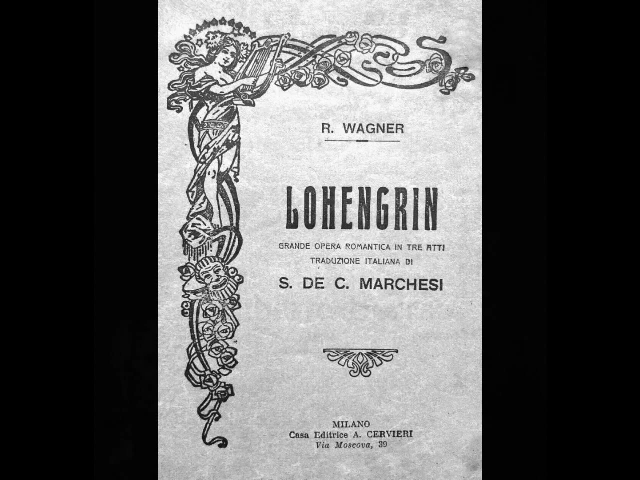 R. WAGNER
LOHENGRIN
GRANDE OPERA ROMANTICA IN TRE ATTI
TRADUZIONE ITALIANA DI
S. DE C. MARCHESI
MILANO
Casa Editrice A. CERVIERI
Via Moscova, 39